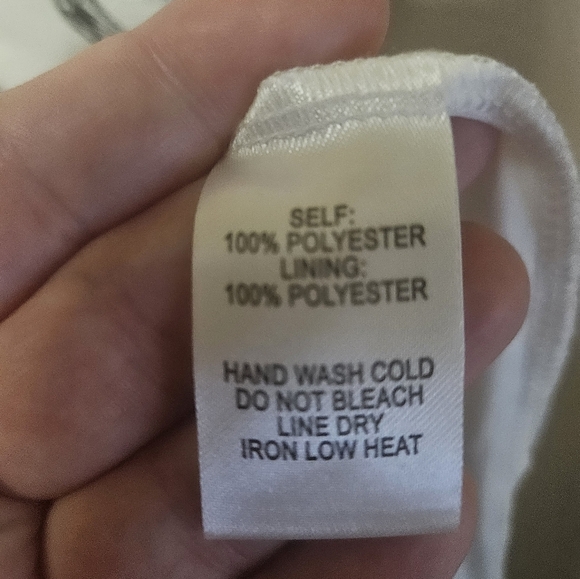 SELF:
100% POLYESTER
LINING:
100% POLYESTER
HAND WASH COLD
DO NOT BLEACH
LINE DRY
IRON LOW HEAT